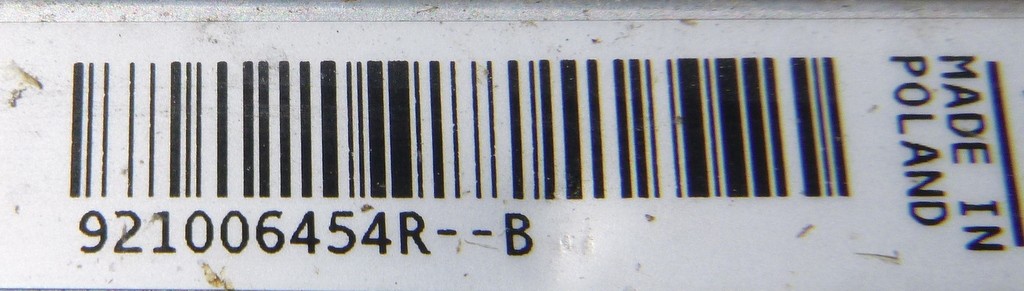 921006454R--B
MADE IN
POLAND